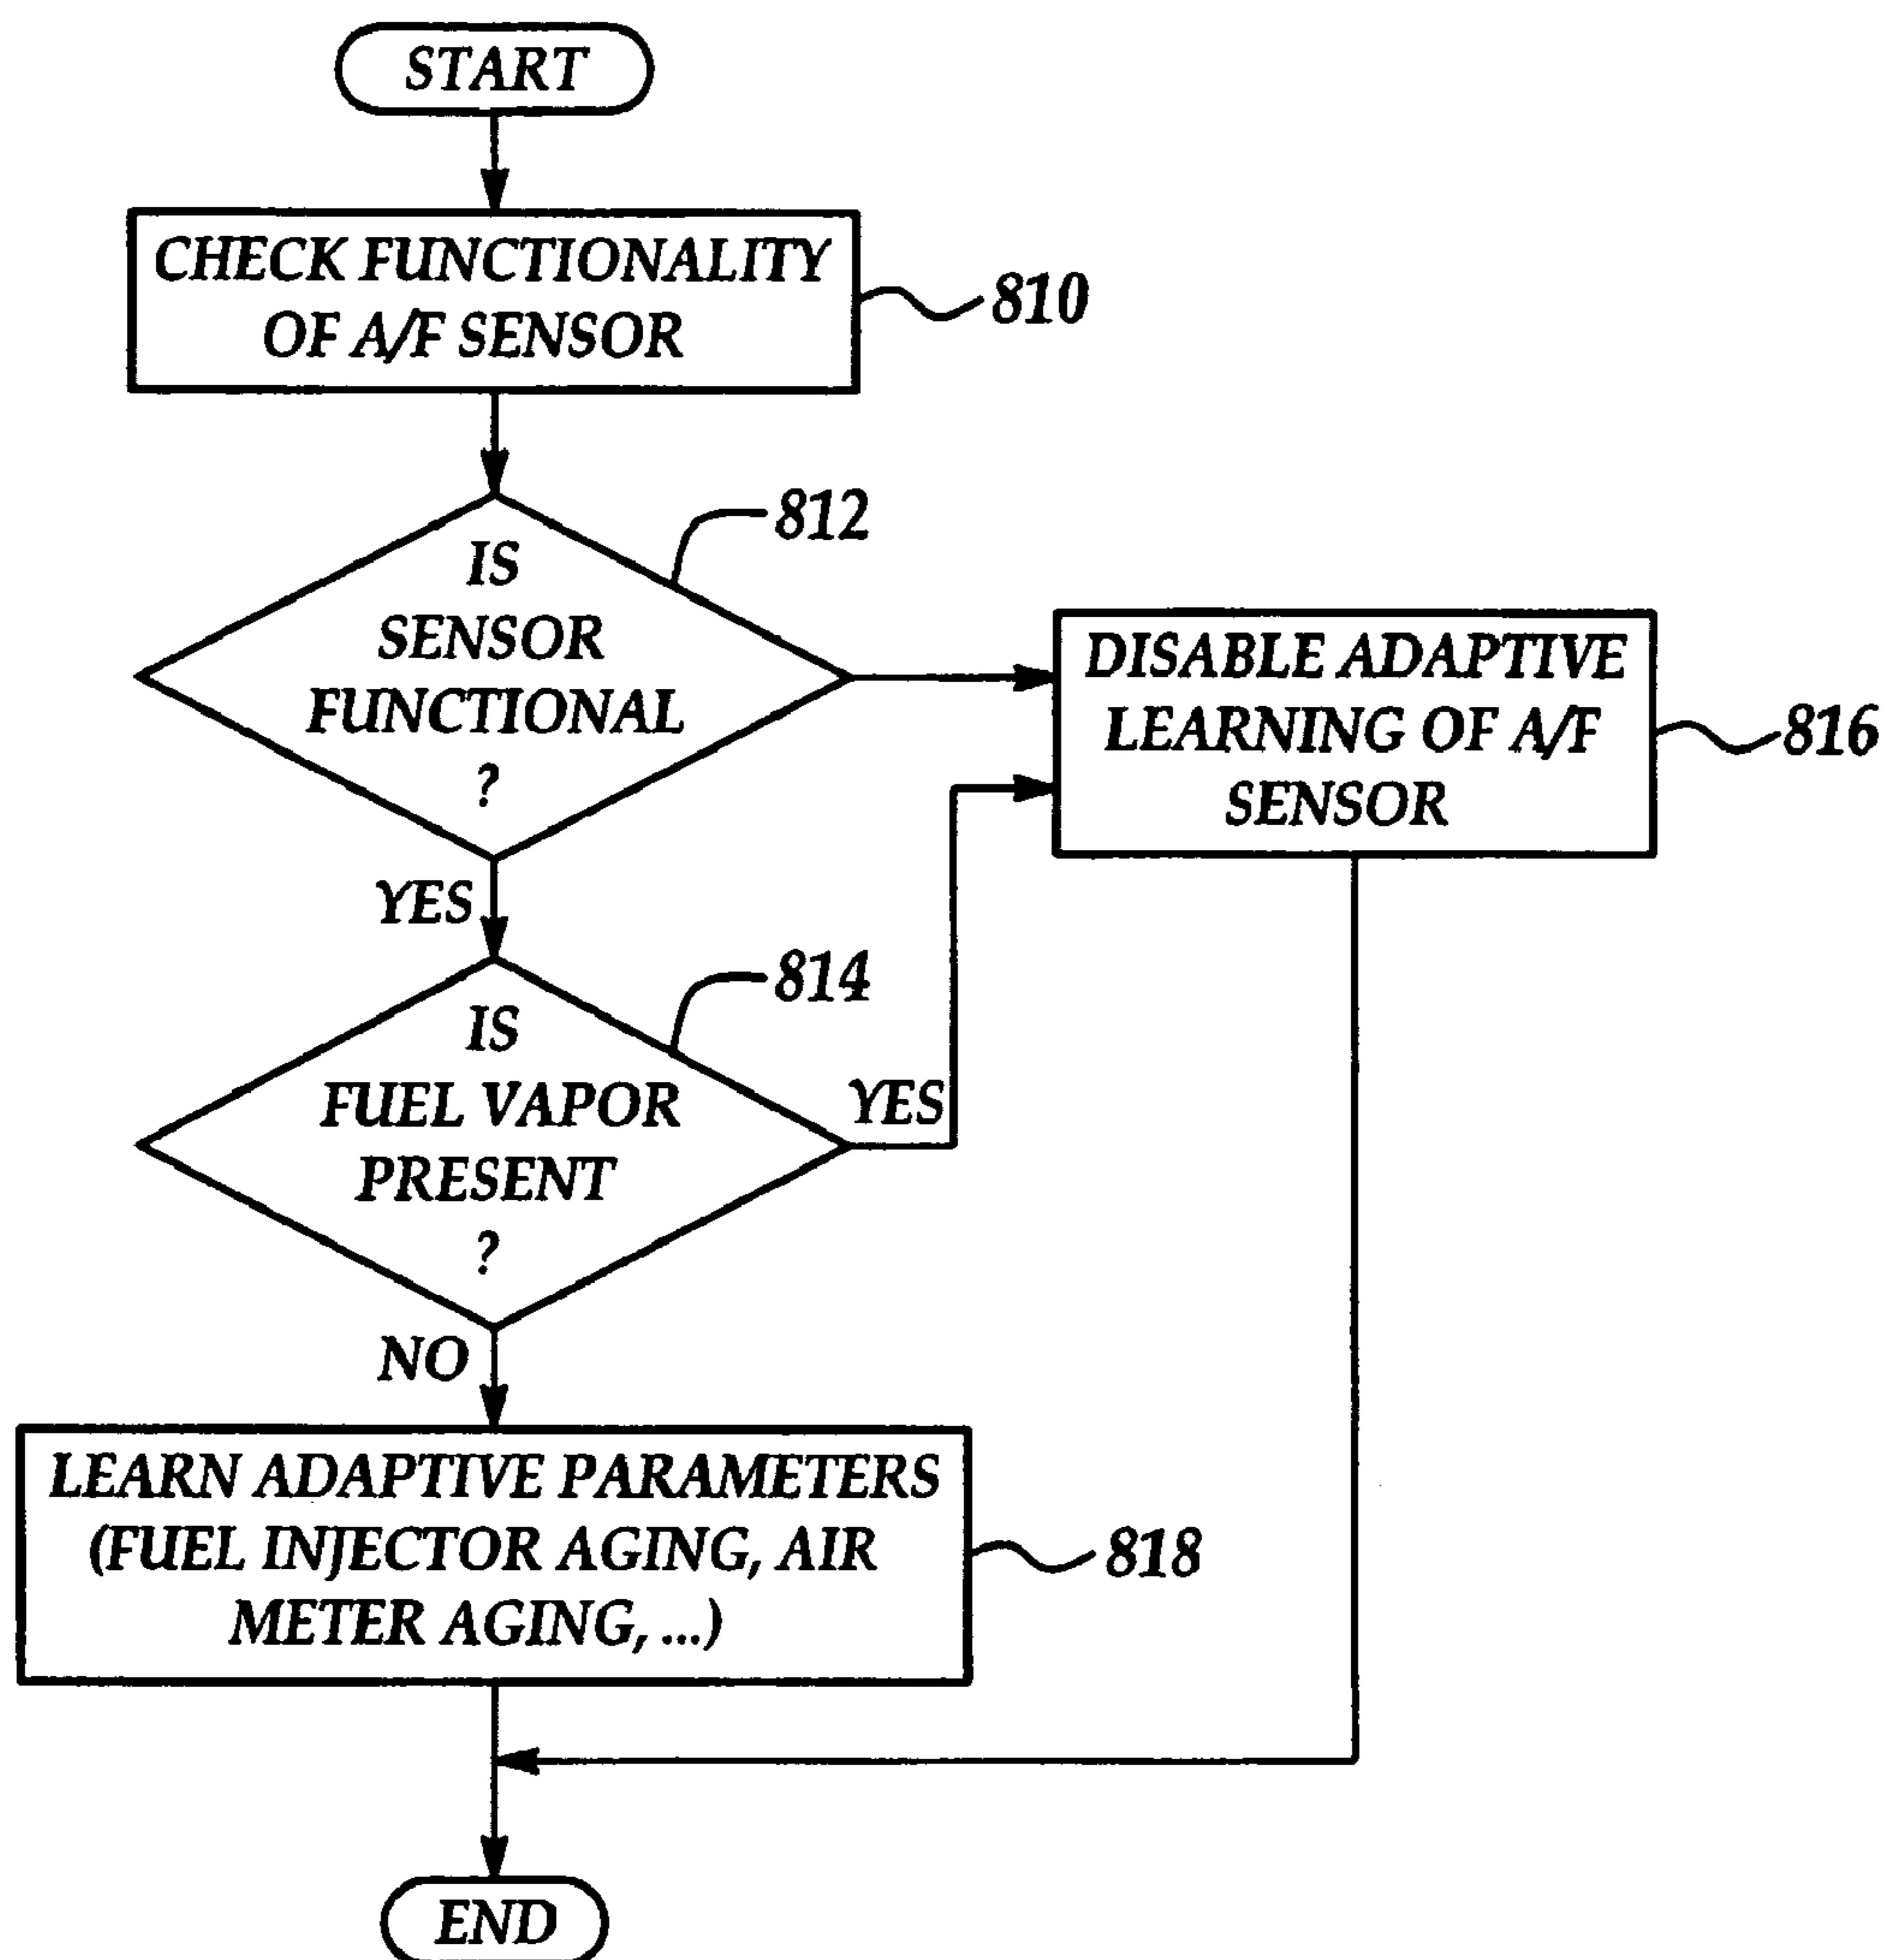 START
CHECK FUNCTIONALITY
OF A/F SENSOR
810
IS
SENSOR
FUNCTIONAL
?
812
DISABLE ADAPTIVE
LEARNING OF A/F
SENSOR
816
YES
IS
FUEL VAPOR
PRESENT
?
814
YES
NO
LEARN ADAPTIVE PARAMETERS
(FUEL INJECTOR AGING, AIR
METER AGING, ...)
818
END